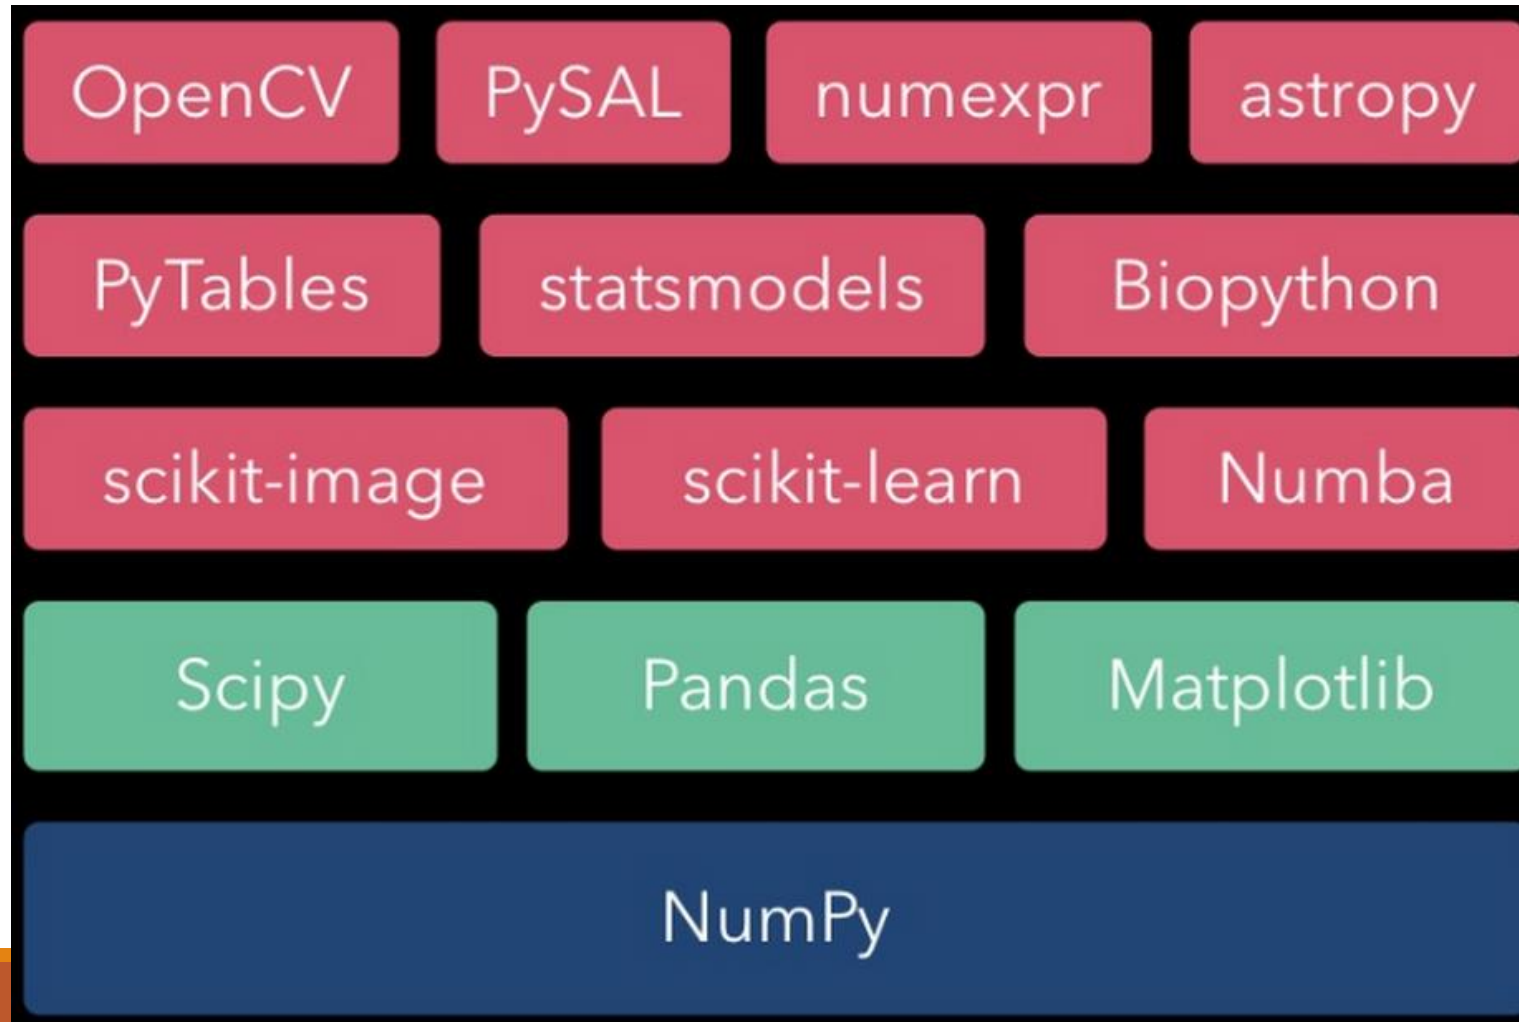 OpenCV PySAL numexpr astropy
PyTables statsmodels Biopython
scikit-image scikit-learn Numba
Scipy Pandas Matplotlib
NumPy